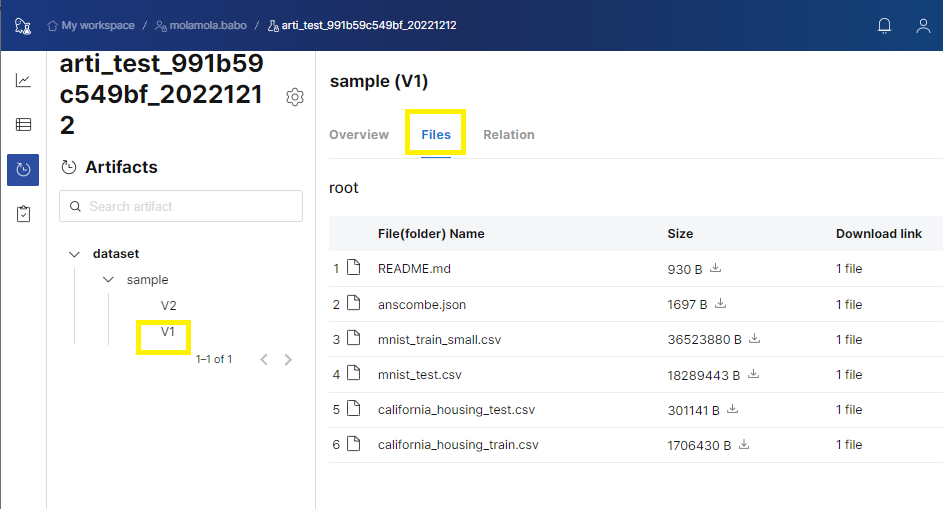 My workspace / molamola.babo / arti_test_991b59c549bf_20221212
arti_test_991b59
c549bf_2022121
2
Artifacts
Search artifact
dataset
sample
V2
V1
1–1 of 1
sample (V1)
Overview Files Relation
root
File(folder) Name Size Download link
1 README.md 930 B 1 file
2 anscombe.json 1697 B 1 file
3 mnist_train_small.csv 36523880 B 1 file
4 mnist_test.csv 18289443 B 1 file
5 california_housing_test.csv 301141 B 1 file
6 california_housing_train.csv 1706430 B 1 file